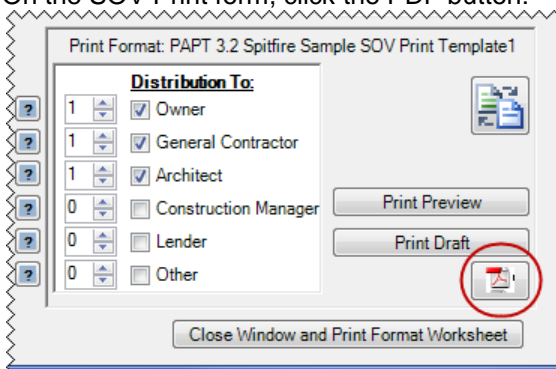 On the SOV Print form, click the PDF button.
Print Format: PAPT 3.2 Spitfire Sample SOV Print Template1
Distribution To:
? 1 Owner
? 1 General Contractor
? 1 Architect
? 0 Construction Manager Print Preview
? 0 Lender Print Draft
? 0 Other
Close Window and Print Format Worksheet